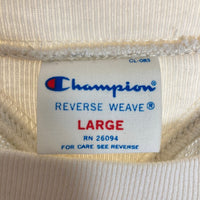 CL-083
Champion
REVERSE WEAVE®
LARGE
RN 26094
FOR CARE SEE REVERSE